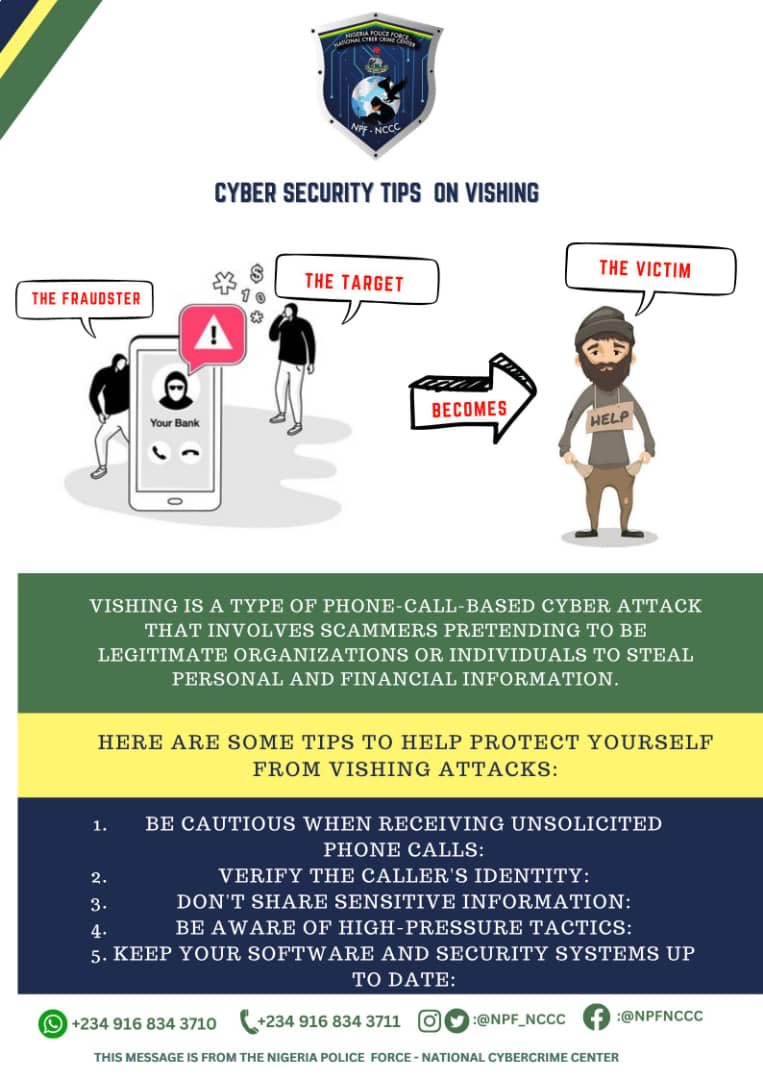 NIGERIA POLICE FORCE
NATIONAL CYBER CRIME CENTER
NPF - NCCC
CYBER SECURITY TIPS ON VISHING
THE FRAUDSTER
THE TARGET
THE VICTIM
$
1 0
!
Your Bank
BECOMES
HELP
VISHING IS A TYPE OF PHONE-CALL-BASED CYBER ATTACK
THAT INVOLVES SCAMMERS PRETENDING TO BE
LEGITIMATE ORGANIZATIONS OR INDIVIDUALS TO STEAL
PERSONAL AND FINANCIAL INFORMATION.
HERE ARE SOME TIPS TO HELP PROTECT YOURSELF
FROM VISHING ATTACKS:
1. BE CAUTIOUS WHEN RECEIVING UNSOLICITED
PHONE CALLS:
2. VERIFY THE CALLER'S IDENTITY:
3. DON'T SHARE SENSITIVE INFORMATION:
4. BE AWARE OF HIGH-PRESSURE TACTICS:
5. KEEP YOUR SOFTWARE AND SECURITY SYSTEMS UP
TO DATE:
+234 916 834 3710 +234 916 834 3711 :@NPF_NCCC :@NPFNCCC
THIS MESSAGE IS FROM THE NIGERIA POLICE FORCE - NATIONAL CYBERCRIME CENTER